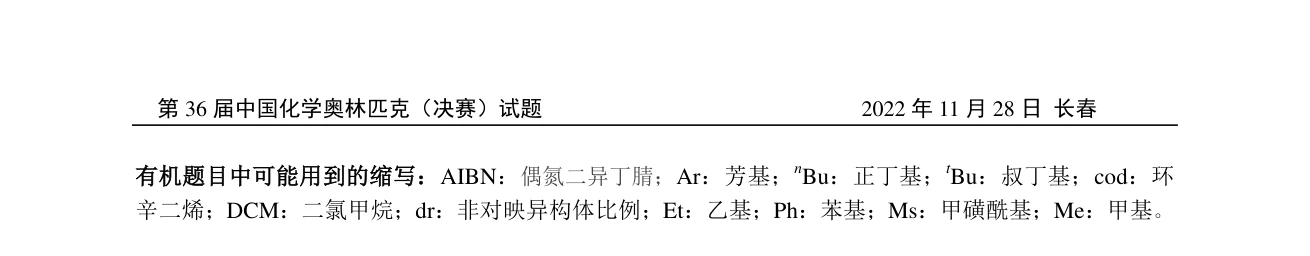 第 36 届中国化学奥林匹克（决赛）试题 2022 年 11 月 28 日 长春
有机题目中可能用到的缩写：AIBN：偶氮二异丁腈；Ar：芳基；ⁿBu：正丁基；ᵗBu：叔丁基；cod：环
辛二烯；DCM：二氯甲烷；dr：非对映异构体比例；Et：乙基；Ph：苯基；Ms：甲磺酰基；Me：甲基。